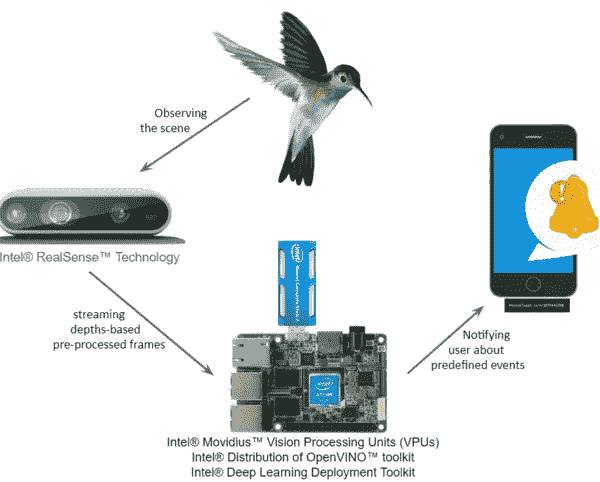 Observing
the scene
Intel® RealSense™ Technology
streaming
depths-based
pre-processed frames
Notifying
user about
predefined events
Intel® Movidius™ Vision Processing Units (VPUs)
Intel® Distribution of OpenVINO™ toolkit
Intel® Deep Learning Deployment Toolkit